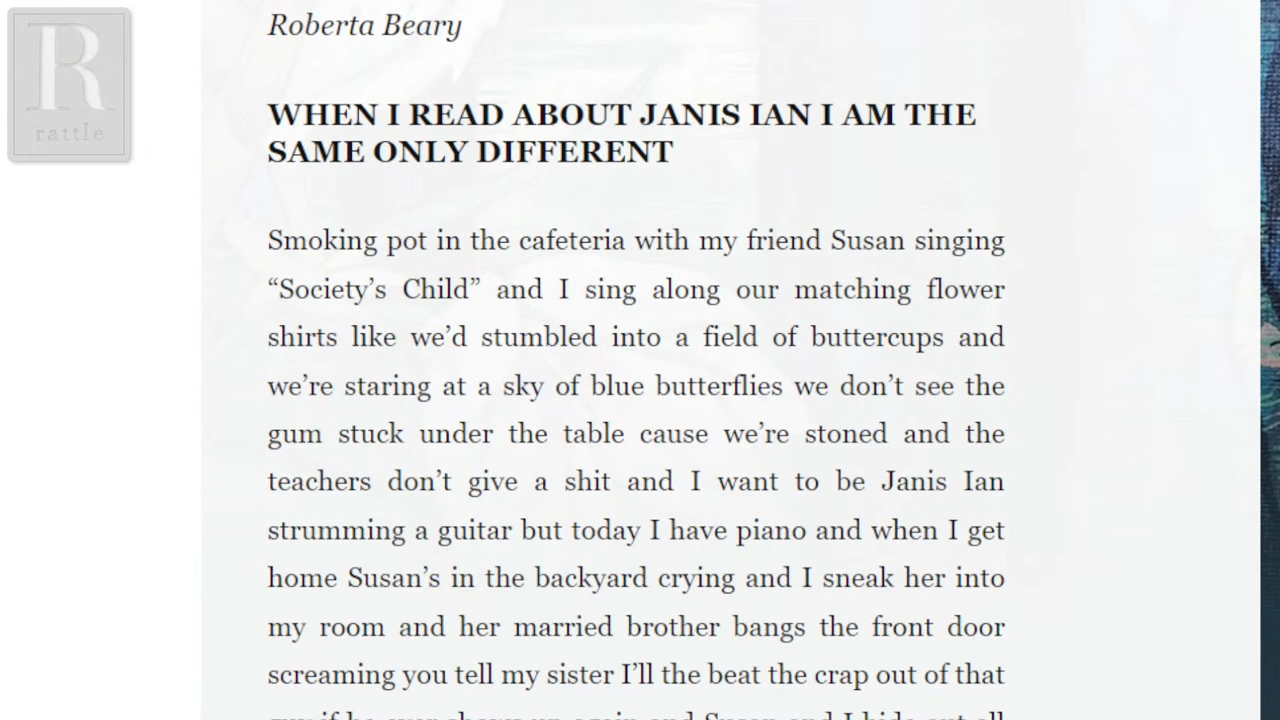 R
rattle
Roberta Beary
WHEN I READ ABOUT JANIS IAN I AM THE
SAME ONLY DIFFERENT
Smoking pot in the cafeteria with my friend Susan singing
“Society’s Child” and I sing along our matching flower
shirts like we’d stumbled into a field of buttercups and
we’re staring at a sky of blue butterflies we don’t see the
gum stuck under the table cause we’re stoned and the
teachers don’t give a shit and I want to be Janis Ian
strumming a guitar but today I have piano and when I get
home Susan’s in the backyard crying and I sneak her into
my room and her married brother bangs the front door
screaming you tell my sister I’ll the beat the crap out of that